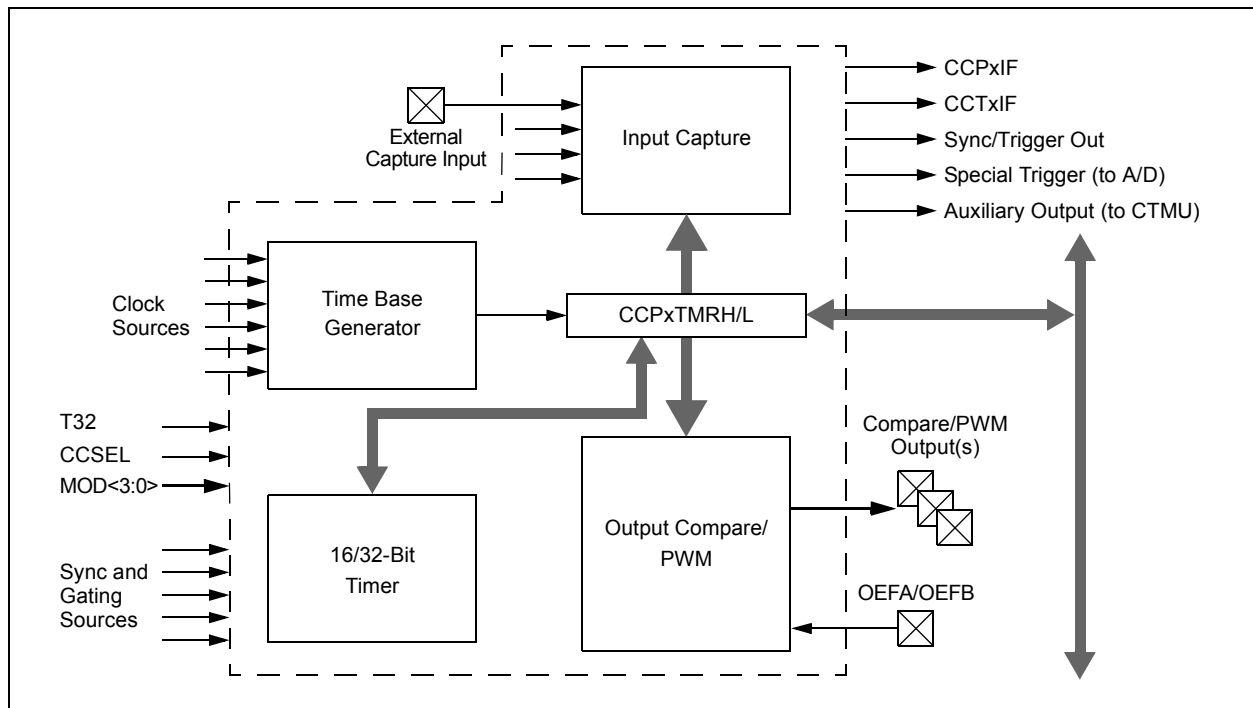 CCPxIF
External
Capture Input
Input Capture
CCTxIF
Sync/Trigger Out
Special Trigger (to A/D)
Auxiliary Output (to CTMU)
Clock
Sources
Time Base
Generator
CCPxTMRH/L
T32
CCSEL
MOD<3:0>
Compare/PWM
Output(s)
Sync and
Gating
Sources
16/32-Bit
Timer
Output Compare/
PWM
OEFA/OEFB